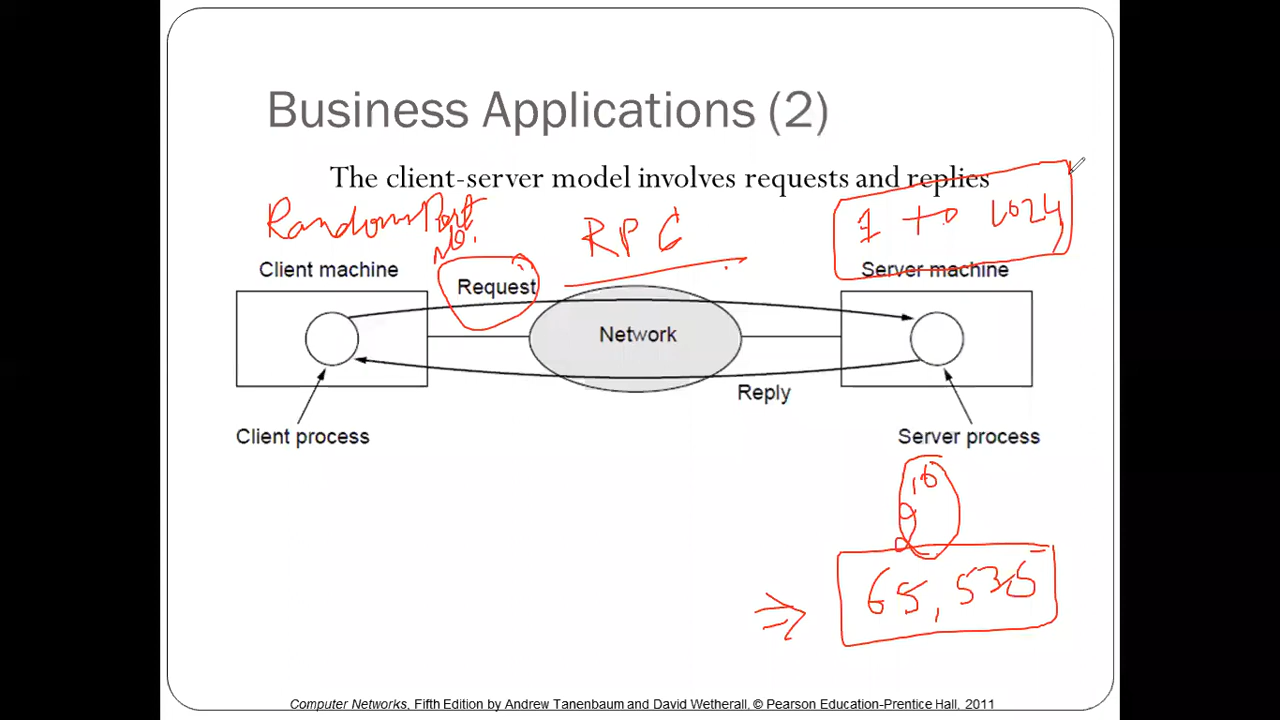 Business Applications (2)
The client-server model involves requests and replies
Random Port
No.
RPC
1 to 1024
Client machine
Server machine
Request
Network
Reply
Client process
Server process
65,536
Computer Networks, Fifth Edition by Andrew Tanenbaum and David Wetherall, © Pearson Education-Prentice Hall, 2011